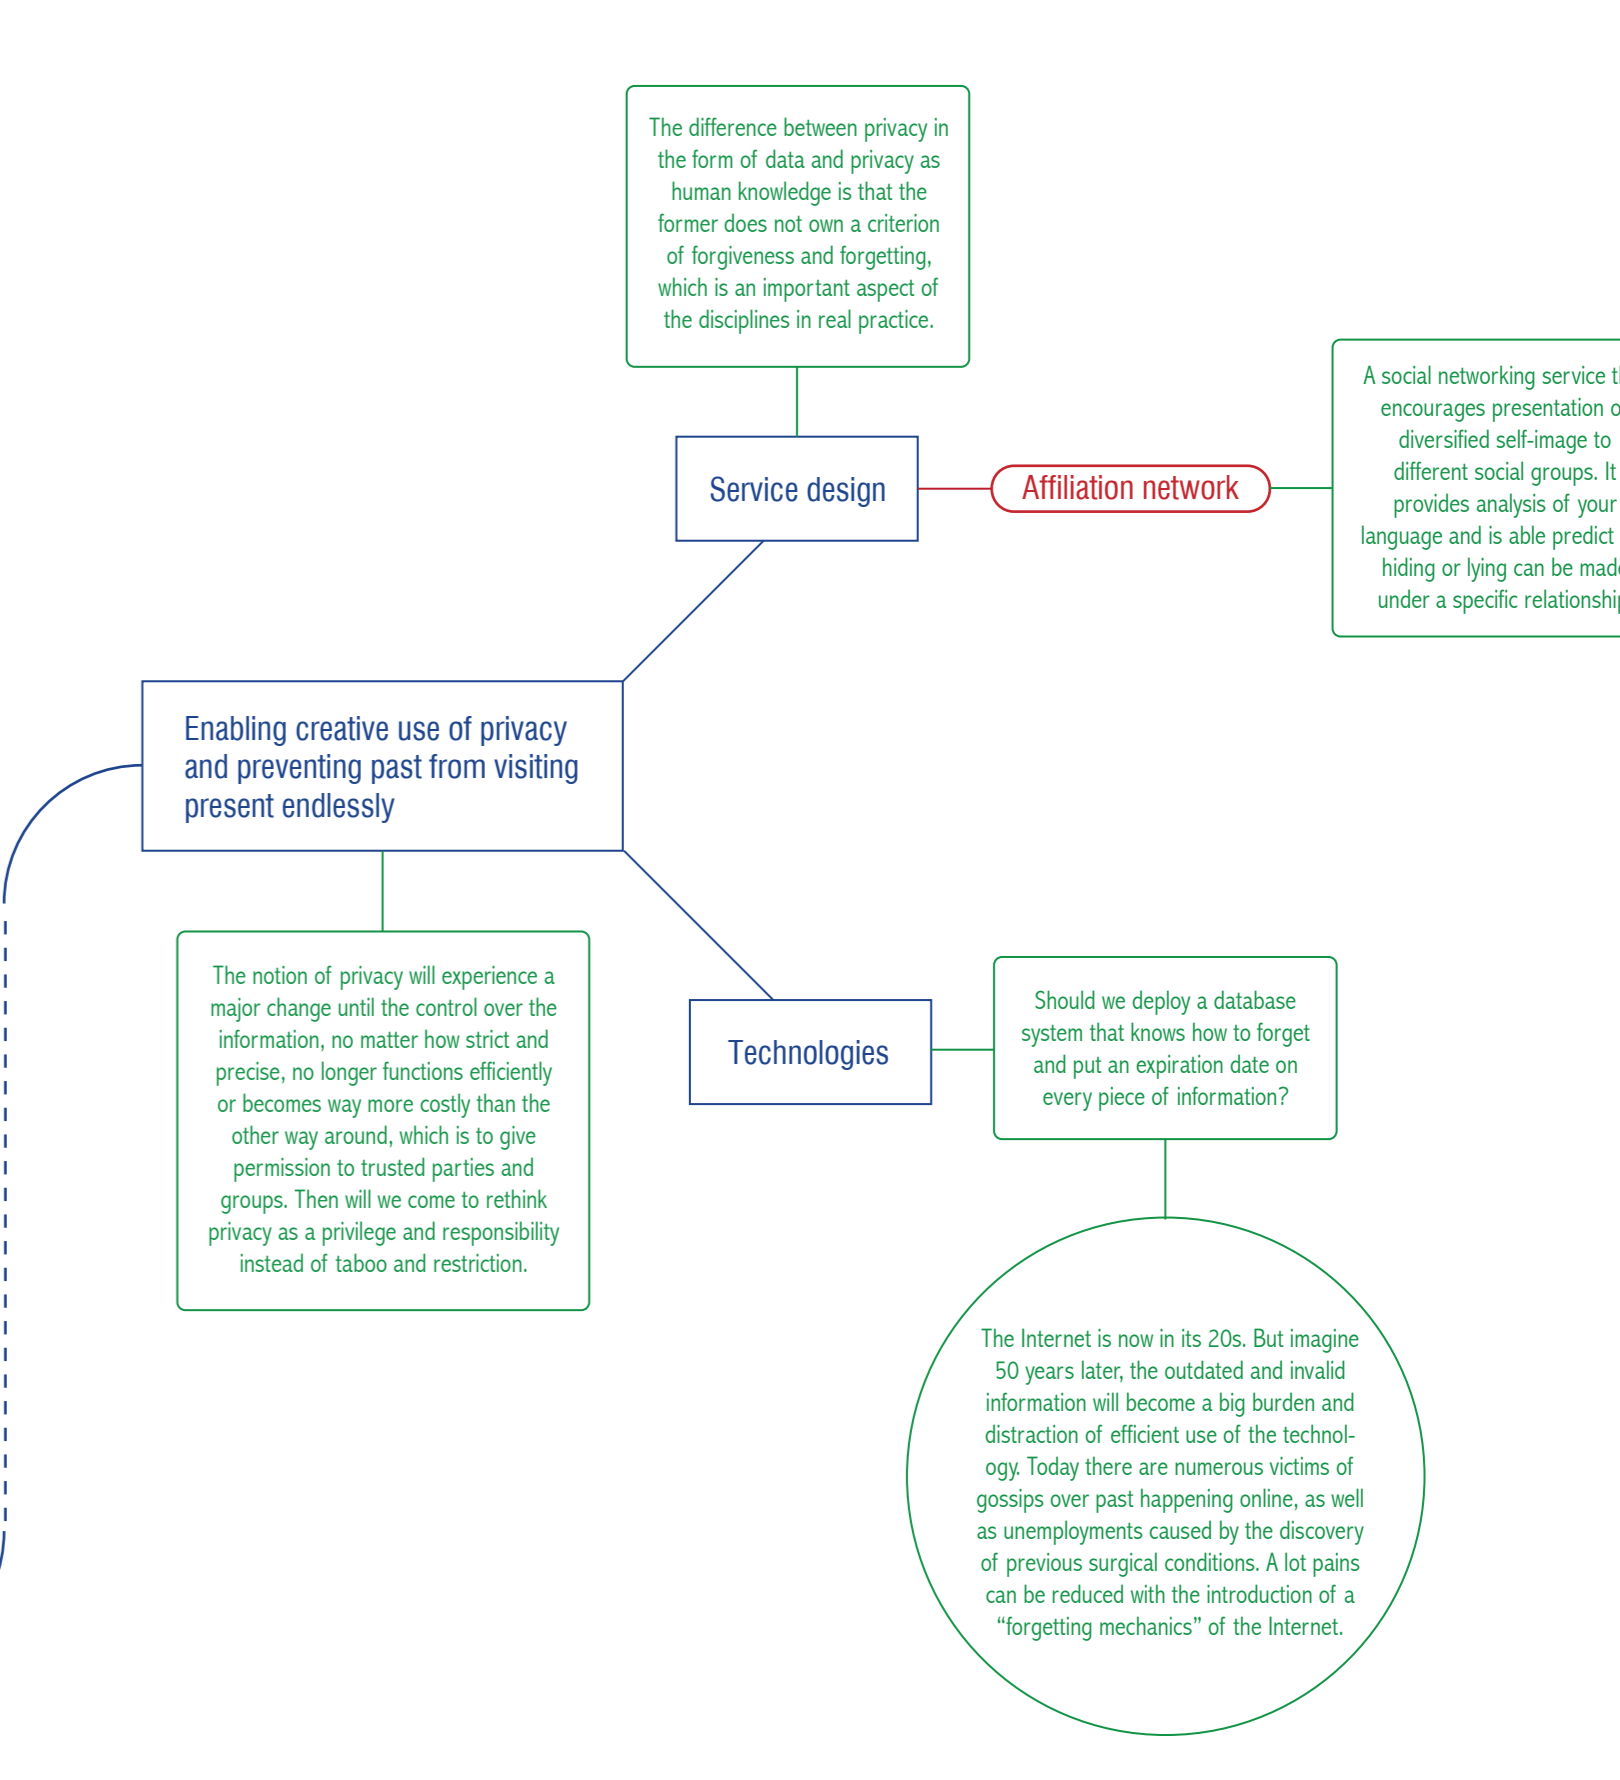 The difference between privacy in
the form of data and privacy as
human knowledge is that the
former does not own a criterion
of forgiveness and forgetting,
which is an important aspect of
the disciplines in real practice.
Service design
Affiliation network
A social networking service
encourages presentation
diversified self-image to
different social groups. It
provides analysis of your
language and is able predict
hiding or lying can be
under a specific
Enabling creative use of privacy
and preventing past from visiting
present endlessly
The notion of privacy will experience a
major change until the control over the
information, no matter how strict and
precise, no longer functions efficiently
or becomes way more costly than the
other way around, which is to give
permission to trusted parties and
groups. Then will we come to rethink
privacy as a privilege and responsibility
instead of taboo and restriction.
Technologies
Should we deploy a database
system that knows how to forget
and put an expiration date on
every piece of information?
The Internet is now in its 20s. But imagine
50 years later, the outdated and invalid
information will become a big burden and
distraction of efficient use of the technol-
ogy. Today there are numerous victims of
gossips over past happening online, as well
as unemployments caused by the discovery
of previous surgical conditions. A lot pains
can be reduced with the introduction of a
“forgetting mechanics” of the Internet.